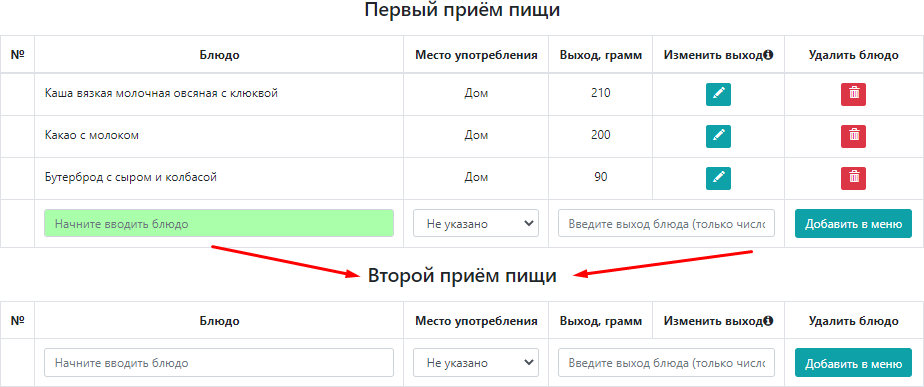 Первый приём пищи
№ Блюдо Место употребления Выход, грамм Изменить выход Удалить блюдо
Каша вязкая молочная овсяная с клюквой Дом 210
Какао с молоком Дом 200
Бутерброд с сыром и колбасой Дом 90
Начните вводить блюдо Не указано Введите выход блюда (только число Добавить в меню
Второй приём пищи
№ Блюдо Место употребления Выход, грамм Изменить выход Удалить блюдо
Начните вводить блюдо Не указано Введите выход блюда (только число Добавить в меню